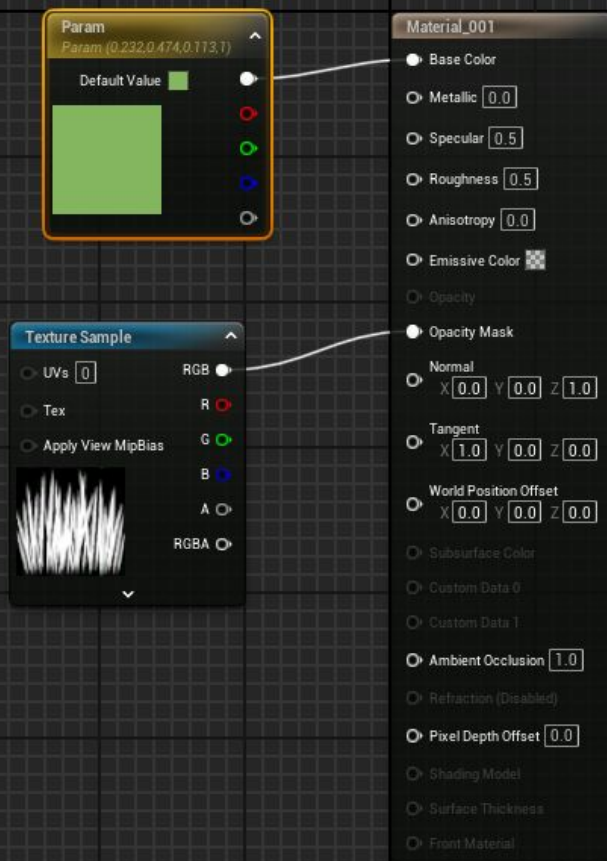 Param
Param (0.232,0.474,0.113,1)
Default Value
Texture Sample
UVs 0
RGB
Tex
R
Apply View MipBias
G
B
A
RGBA
Material_001
Base Color
Metallic 0.0
Specular 0.5
Roughness 0.5
Anisotropy 0.0
Emissive Color
Opacity
Opacity Mask
Normal
X 0.0 Y 0.0 Z 1.0
Tangent
X 1.0 Y 0.0 Z 0.0
World Position Offset
X 0.0 Y 0.0 Z 0.0
Subsurface Color
Custom Data 0
Custom Data 1
Ambient Occlusion 1.0
Refraction (Disabled)
Pixel Depth Offset 0.0
Shading Model
Surface Thickness
Front Material